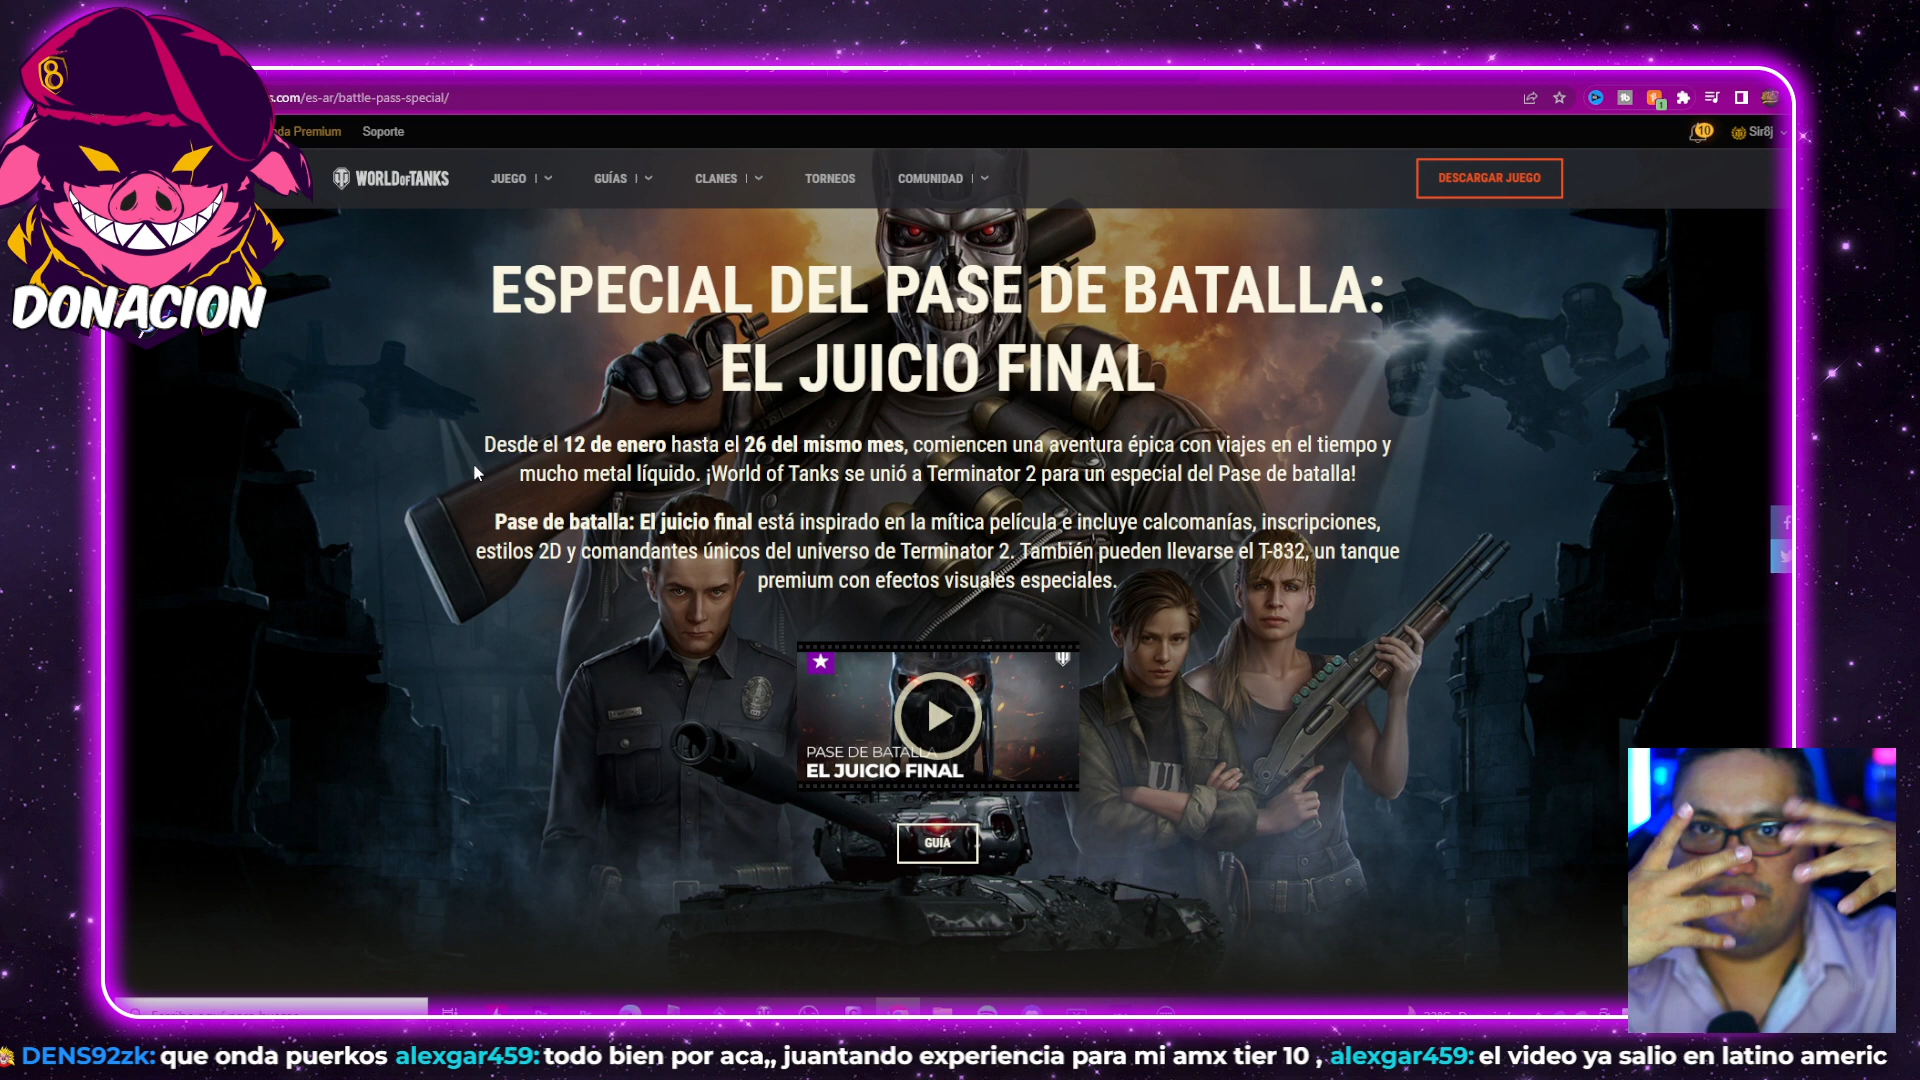 8
s.com/es-ar/battle-pass-special/
1
da Premium
Soporte
10
Sir8j
WORLD OF TANKS
JUEGO
GUÍAS
CLANES
TORNEOS
COMUNIDAD
DESCARGAR JUEGO
DONACION
ESPECIAL DEL PASE DE BATALLA:
EL JUICIO FINAL
Desde el 12 de enero hasta el 26 del mismo mes, comiencen una aventura épica con viajes en el tiempo y
mucho metal líquido. ¡World of Tanks se unió a Terminator 2 para un especial del Pase de batalla!
Pase de batalla: El juicio final está inspirado en la mítica película e incluye calcomanías, inscripciones,
estilos 2D y comandantes únicos del universo de Terminator 2. También pueden llevarse el T-832, un tanque
premium con efectos visuales especiales.
PASE DE BATALLA
EL JUICIO FINAL
GUÍA
DENS92zk: que onda puerkos alexgar459: todo bien por aca,, juantando experiencia para mi amx tier 10 , alexgar459: el video ya salio en latino americ